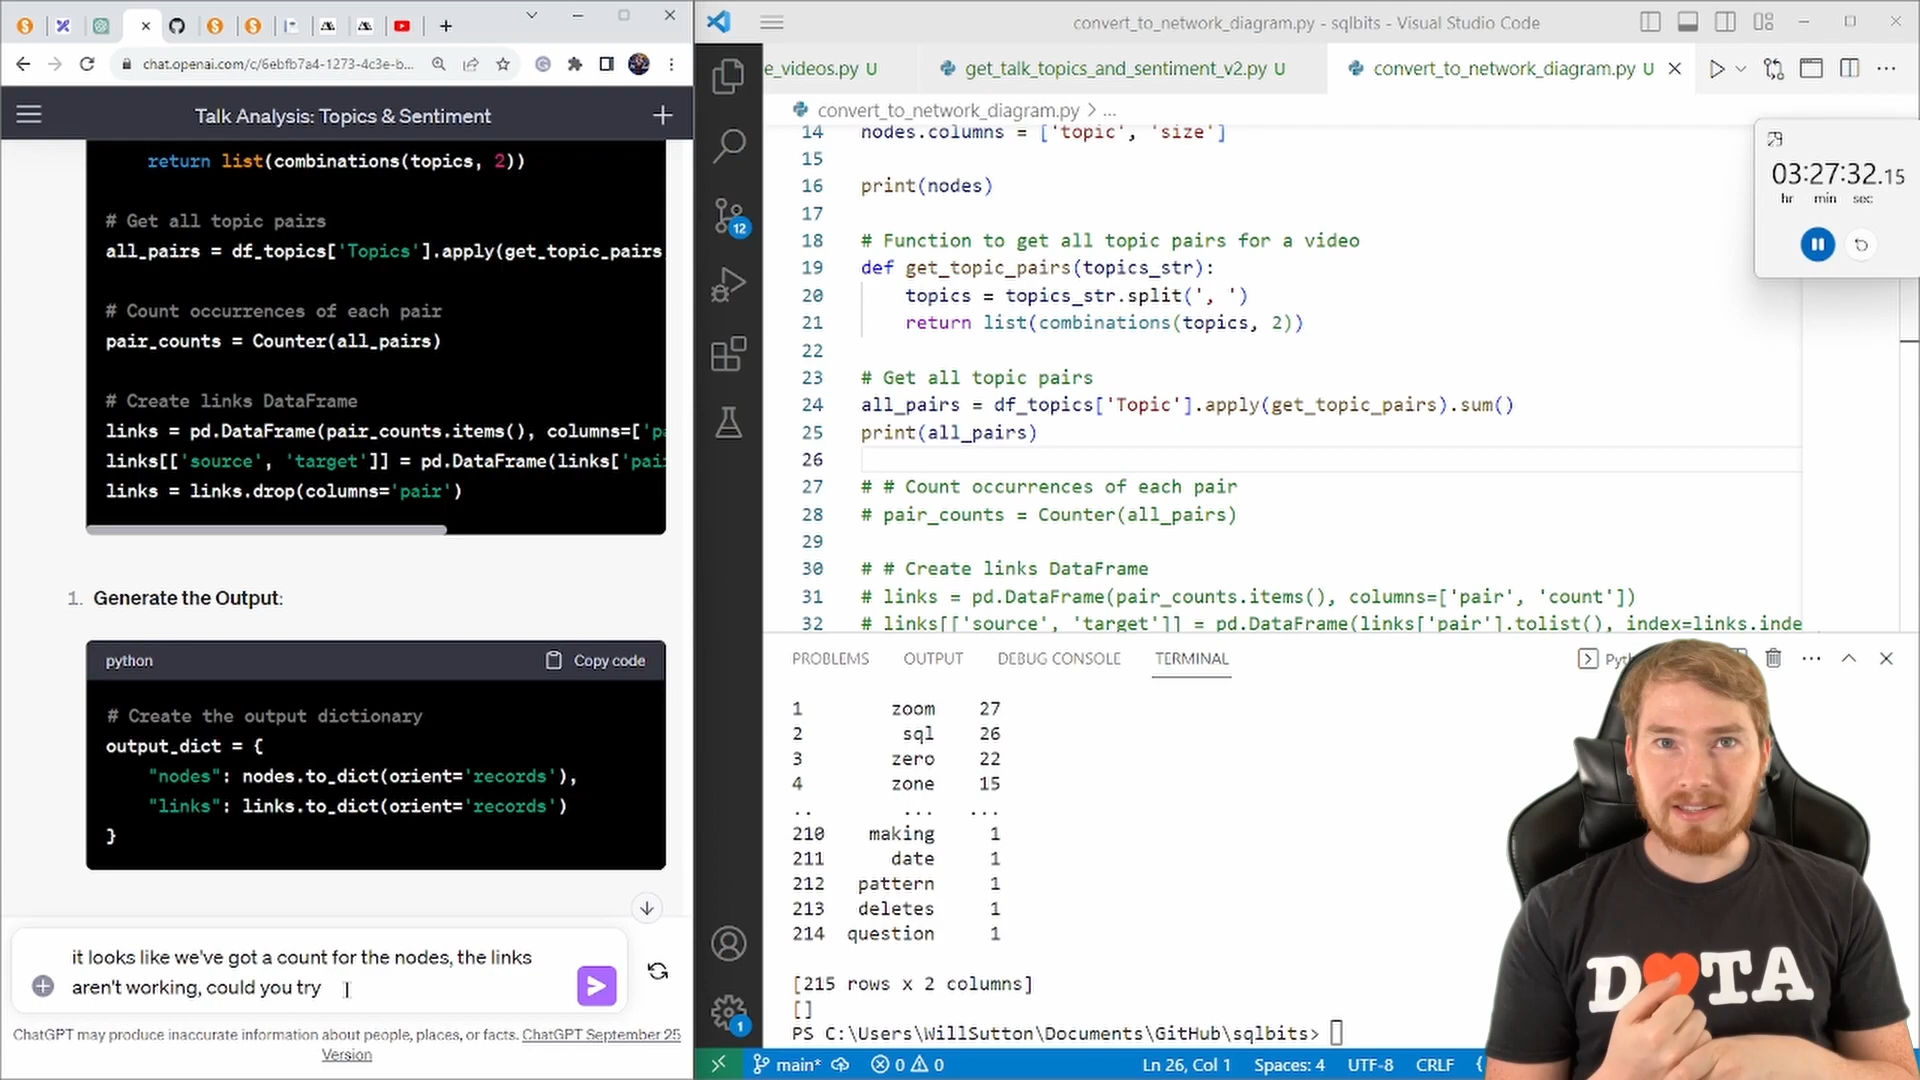 chat.openai.com/c/6ebfb7a4-1273-4c3e-b...
Talk Analysis: Topics & Sentiment
return list(combinations(topics, 2))
# Get all topic pairs
all_pairs = df_topics['Topics'].apply(get_topic_pairs
# Count occurrences of each pair
pair_counts = Counter(all_pairs)
# Create links DataFrame
links = pd.DataFrame(pair_counts.items(), columns=['pa
links[['source', 'target']] = pd.DataFrame(links['pai
links = links.drop(columns='pair')
1. Generate the Output:
python
Copy code
# Create the output dictionary
output_dict = {
"nodes": nodes.to_dict(orient='records'),
"links": links.to_dict(orient='records')
}
it looks like we've got a count for the nodes, the links
aren't working, could you try
ChatGPT may produce inaccurate information about people, places, or facts. ChatGPT September 25
Version
convert_to_network_diagram.py - sqlbits - Visual Studio Code
e_videos.py U
get_talk_topics_and_sentiment_v2.py U
convert_to_network_diagram.py U
convert_to_network_diagram.py > ...
14 nodes.columns = ['topic', 'size']
15
16 print(nodes)
17
18 # Function to get all topic pairs for a video
19 def get_topic_pairs(topics_str):
20 topics = topics_str.split(', ')
21 return list(combinations(topics, 2))
22
23 # Get all topic pairs
24 all_pairs = df_topics['Topic'].apply(get_topic_pairs).sum()
25 print(all_pairs)
26
27 # # Count occurrences of each pair
28 # pair_counts = Counter(all_pairs)
29
30 # # Create links DataFrame
31 # links = pd.DataFrame(pair_counts.items(), columns=['pair', 'count'])
32 # links[['source', 'target']] = pd.DataFrame(links['pair'].tolist(), index=links.inde
03:27:32.15
hr min sec
12
PROBLEMS OUTPUT DEBUG CONSOLE TERMINAL
1 zoom 27
2 sql 26
3 zero 22
4 zone 15
.. ... ...
210 making 1
211 date 1
212 pattern 1
213 deletes 1
214 question 1
[215 rows x 2 columns]
[]
PS C:\Users\WillSutton\Documents\GitHub\sqlbits>
1
main* 0 0
Ln 26, Col 1 Spaces: 4 UTF-8 CRLF {
DATA